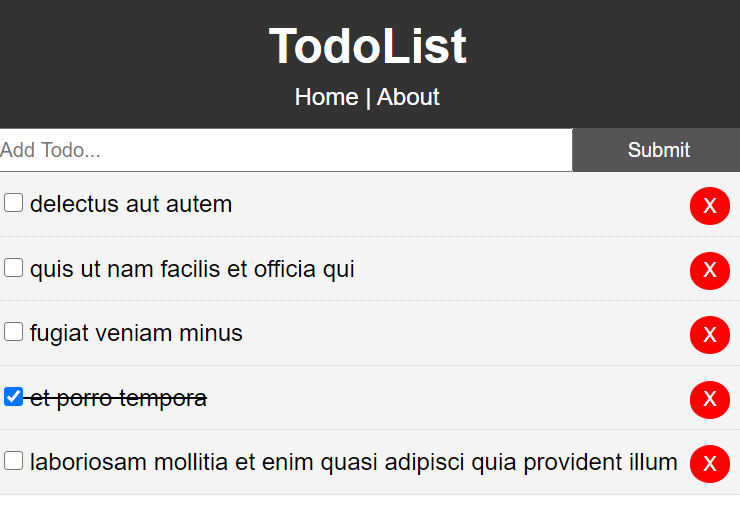 TodoList
Home | About
Add Todo... Submit
delectus aut autem X
quis ut nam facilis et officia qui X
fugiat veniam minus X
et porro tempora X
laboriosam mollitia et enim quasi adipisci quia provident illum X